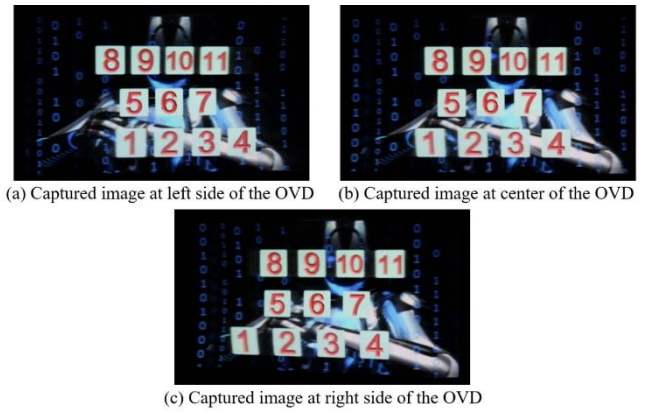 8 9 10 11
5 6 7
1 2 3 4
(a) Captured image at left side of the OVD
8 9 10 11
5 6 7
1 2 3 4
(b) Captured image at center of the OVD
8 9 10 11
5 6 7
1 2 3 4
(c) Captured image at right side of the OVD